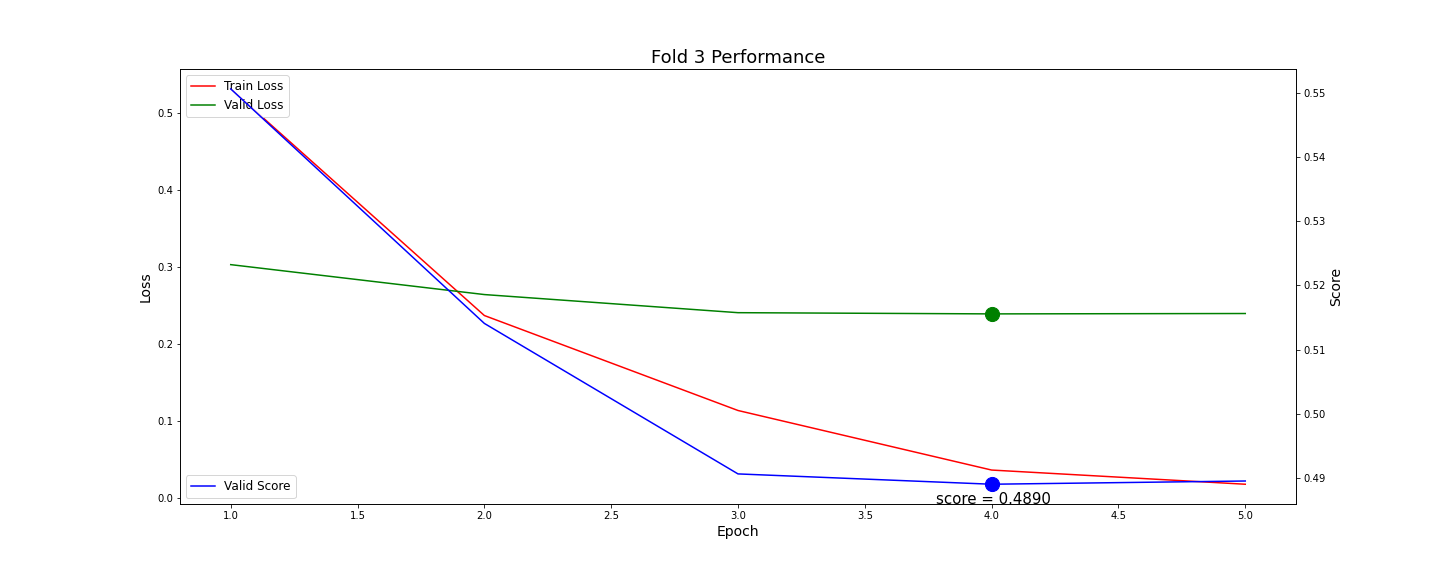 Fold 3 Performance
Train Loss
Valid Loss
Valid Score
0.5
0.4
0.3
0.2
0.1
0.0
Loss
0.55
0.54
0.53
0.52
0.51
0.50
0.49
Score
score = 0.4890
1.0 1.5 2.0 2.5 3.0 3.5 4.0 4.5 5.0
Epoch